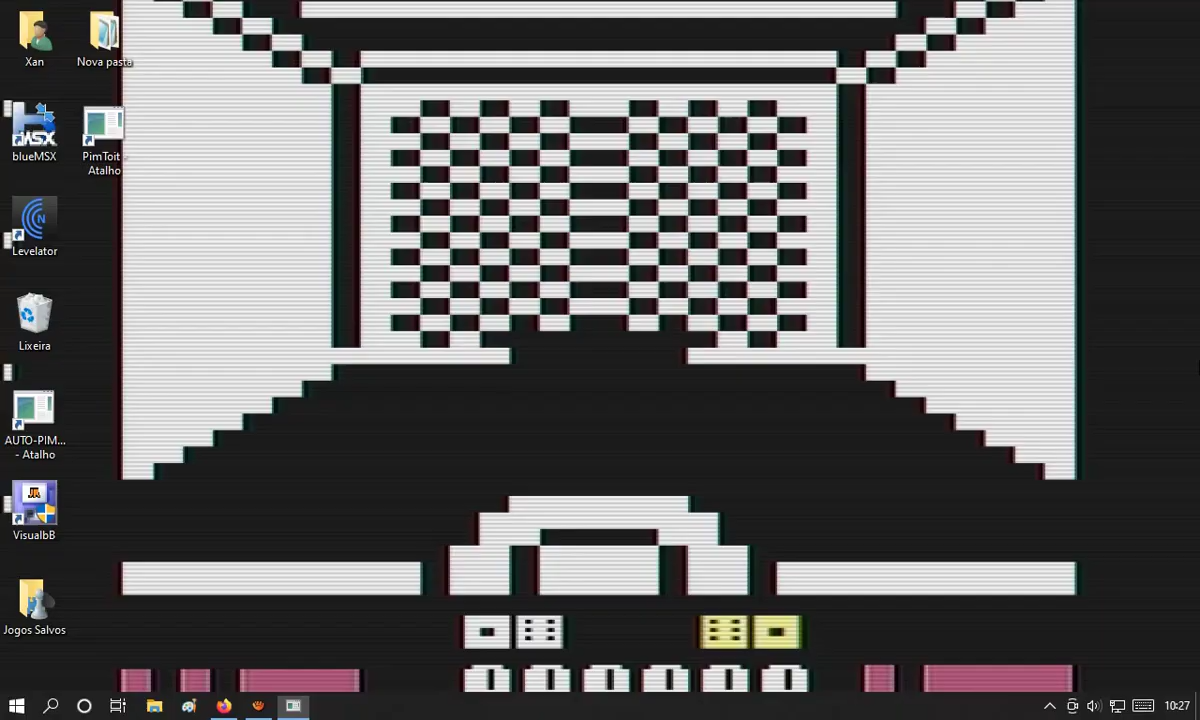 Xan
Nova pasta
blueMSX
PimToit -
Atalho
Levelator
Lixeira
AUTO-PIM...
- Atalho
VisualbB
Jogos Salvos
10:27